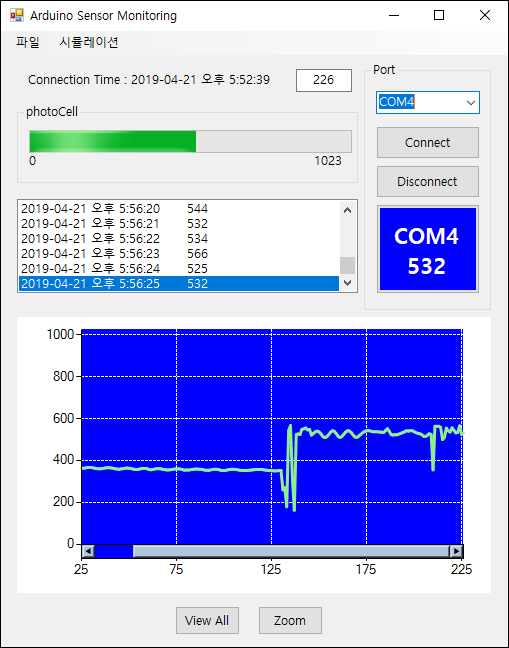 Arduino Sensor Monitoring
파일 시뮬레이션
Connection Time : 2019-04-21 오후 5:52:39 226
Port
COM4
photoCell
0 1023
Connect
Disconnect
COM4
532
2019-04-21 오후 5:56:20 544
2019-04-21 오후 5:56:21 532
2019-04-21 오후 5:56:22 534
2019-04-21 오후 5:56:23 566
2019-04-21 오후 5:56:24 525
2019-04-21 오후 5:56:25 532
1000
800
600
400
200
0
25 75 125 175 225
View All Zoom